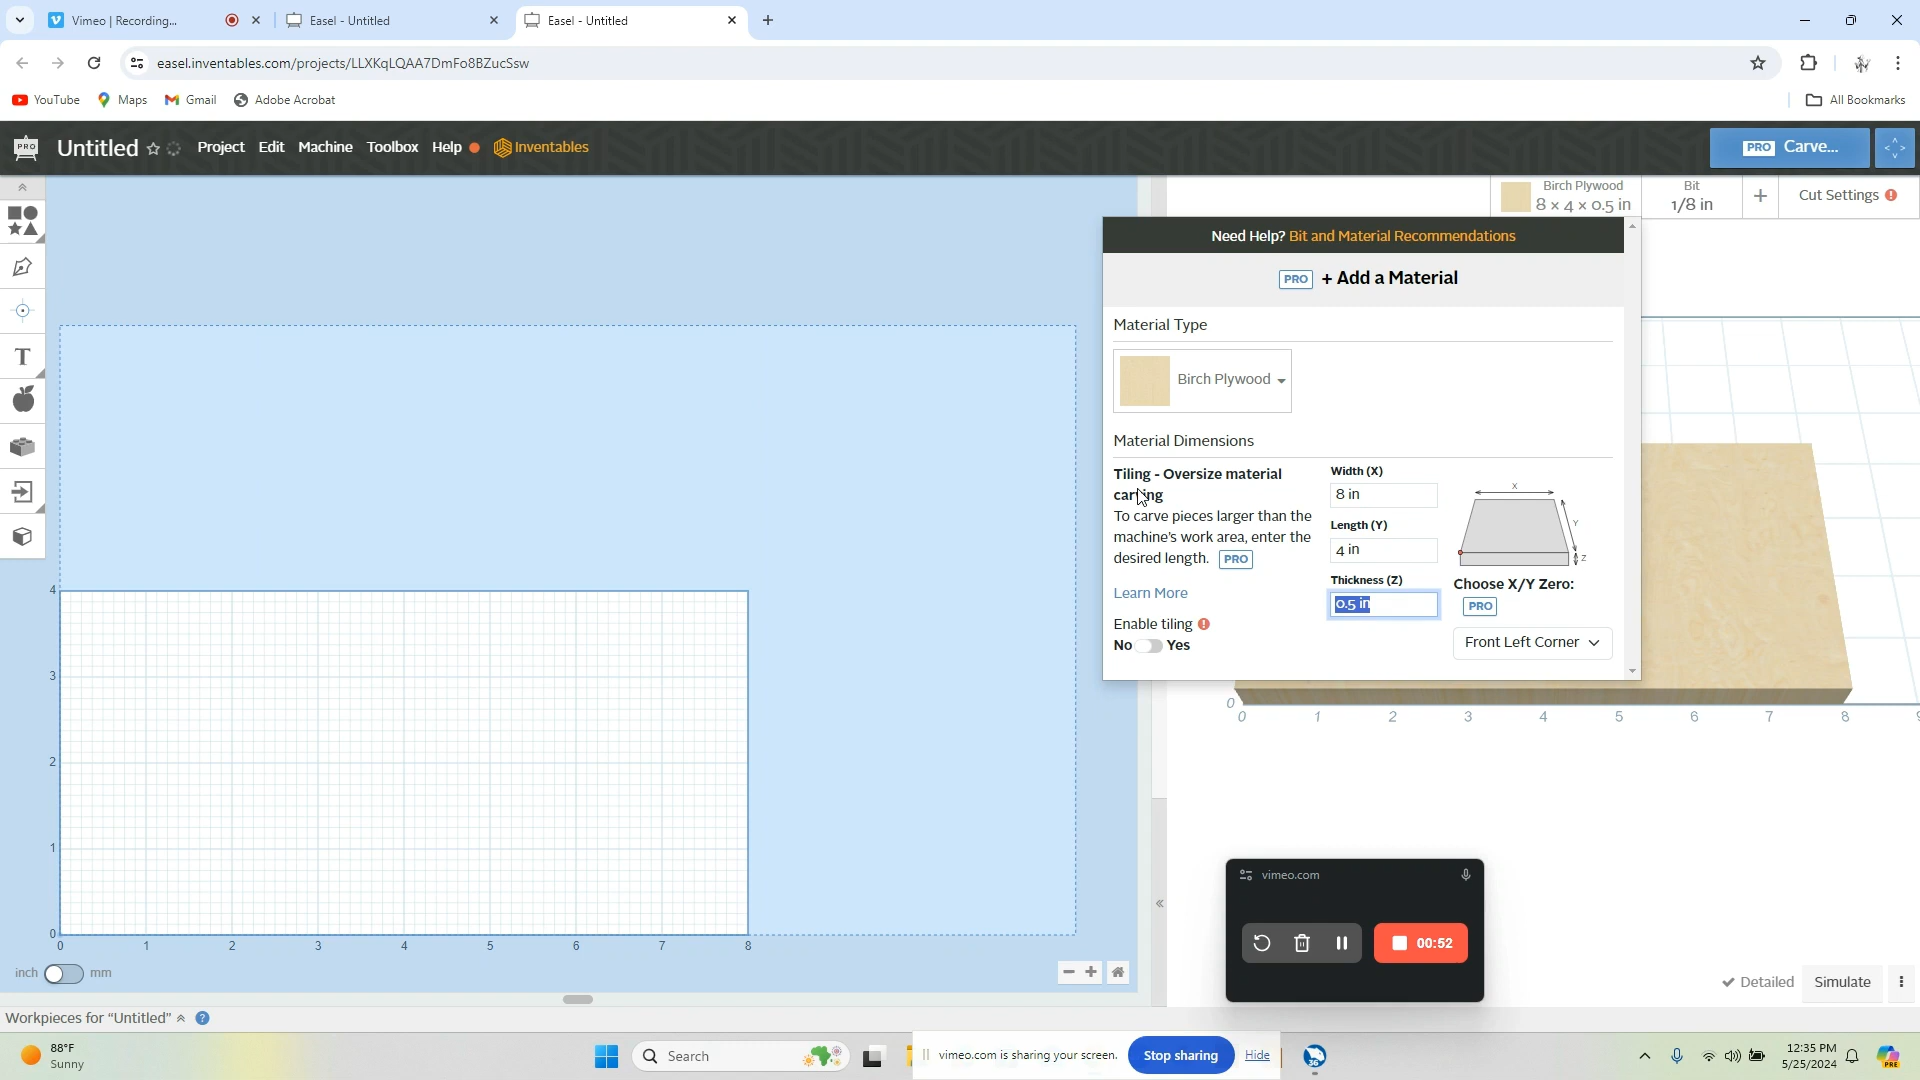 Vimeo | Recording...
Easel - Untitled
Easel - Untitled
easel.inventables.com/projects/LLXKqLQAA7DmFo8BZucSsw
YouTube
Maps
Gmail
Adobe Acrobat
All Bookmarks
PRO
Untitled
Project
Edit
Machine
Toolbox
Help
Inventables
PRO Carve...
Birch Plywood
8 x 4 x 0.5 in
Bit
1/8 in
Cut Settings
Need Help? Bit and Material Recommendations
PRO + Add a Material
Material Type
Birch Plywood
Material Dimensions
Tiling - Oversize material
carving
To carve pieces larger than the
machine's work area, enter the
desired length. PRO
Learn More
Enable tiling
No Yes
Width (X)
8 in
Length (Y)
4 in
Thickness (Z)
0.5 in
X
Y
Z
Choose X/Y Zero:
PRO
Front Left Corner
T
4
3
2
1
0
0 1 2 3 4 5 6 7 8
0
0 1 2 3 4 5 6 7 8
inch mm
vimeo.com
00:52
Detailed
Simulate
Workpieces for "Untitled"
88°F
Sunny
Search
vimeo.com is sharing your screen.
Stop sharing
Hide
12:35 PM
5/25/2024
PRE